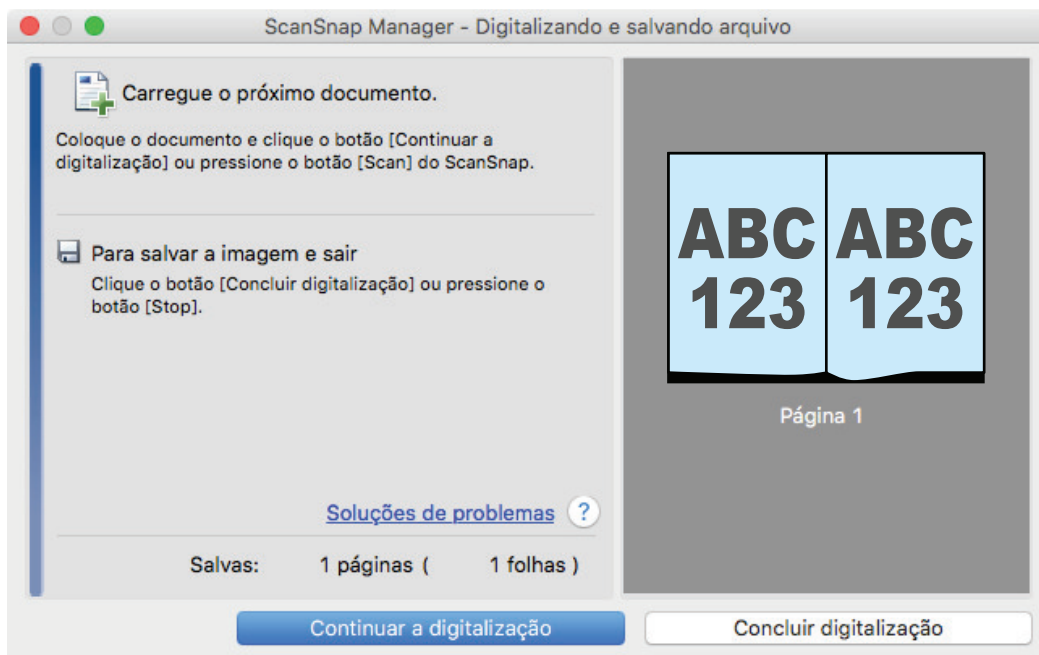 ScanSnap Manager - Digitalizando e salvando arquivo
Carregue o próximo documento.
Coloque o documento e clique o botão [Continuar a
digitalização] ou pressione o botão [Scan] do ScanSnap.
Para salvar a imagem e sair
Clique o botão [Concluir digitalização] ou pressione o
botão [Stop].
Soluções de problemas ?
Salvas: 1 páginas ( 1 folhas )
ABC ABC
123 123
Página 1
Continuar a digitalização
Concluir digitalização